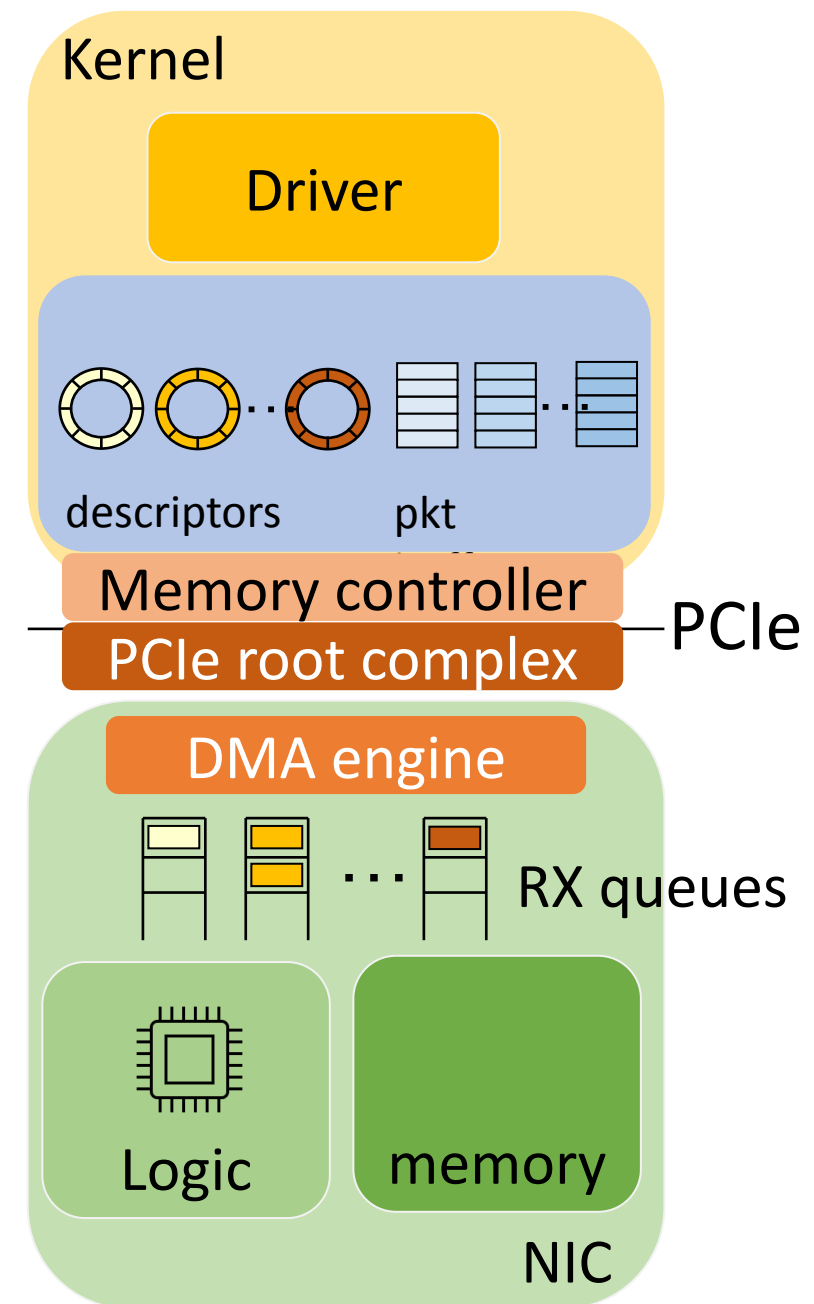 Kernel
Driver
descriptors
pkt
Memory controller
PCIe
PCIe root complex
DMA engine
RX queues
Logic
memory
NIC